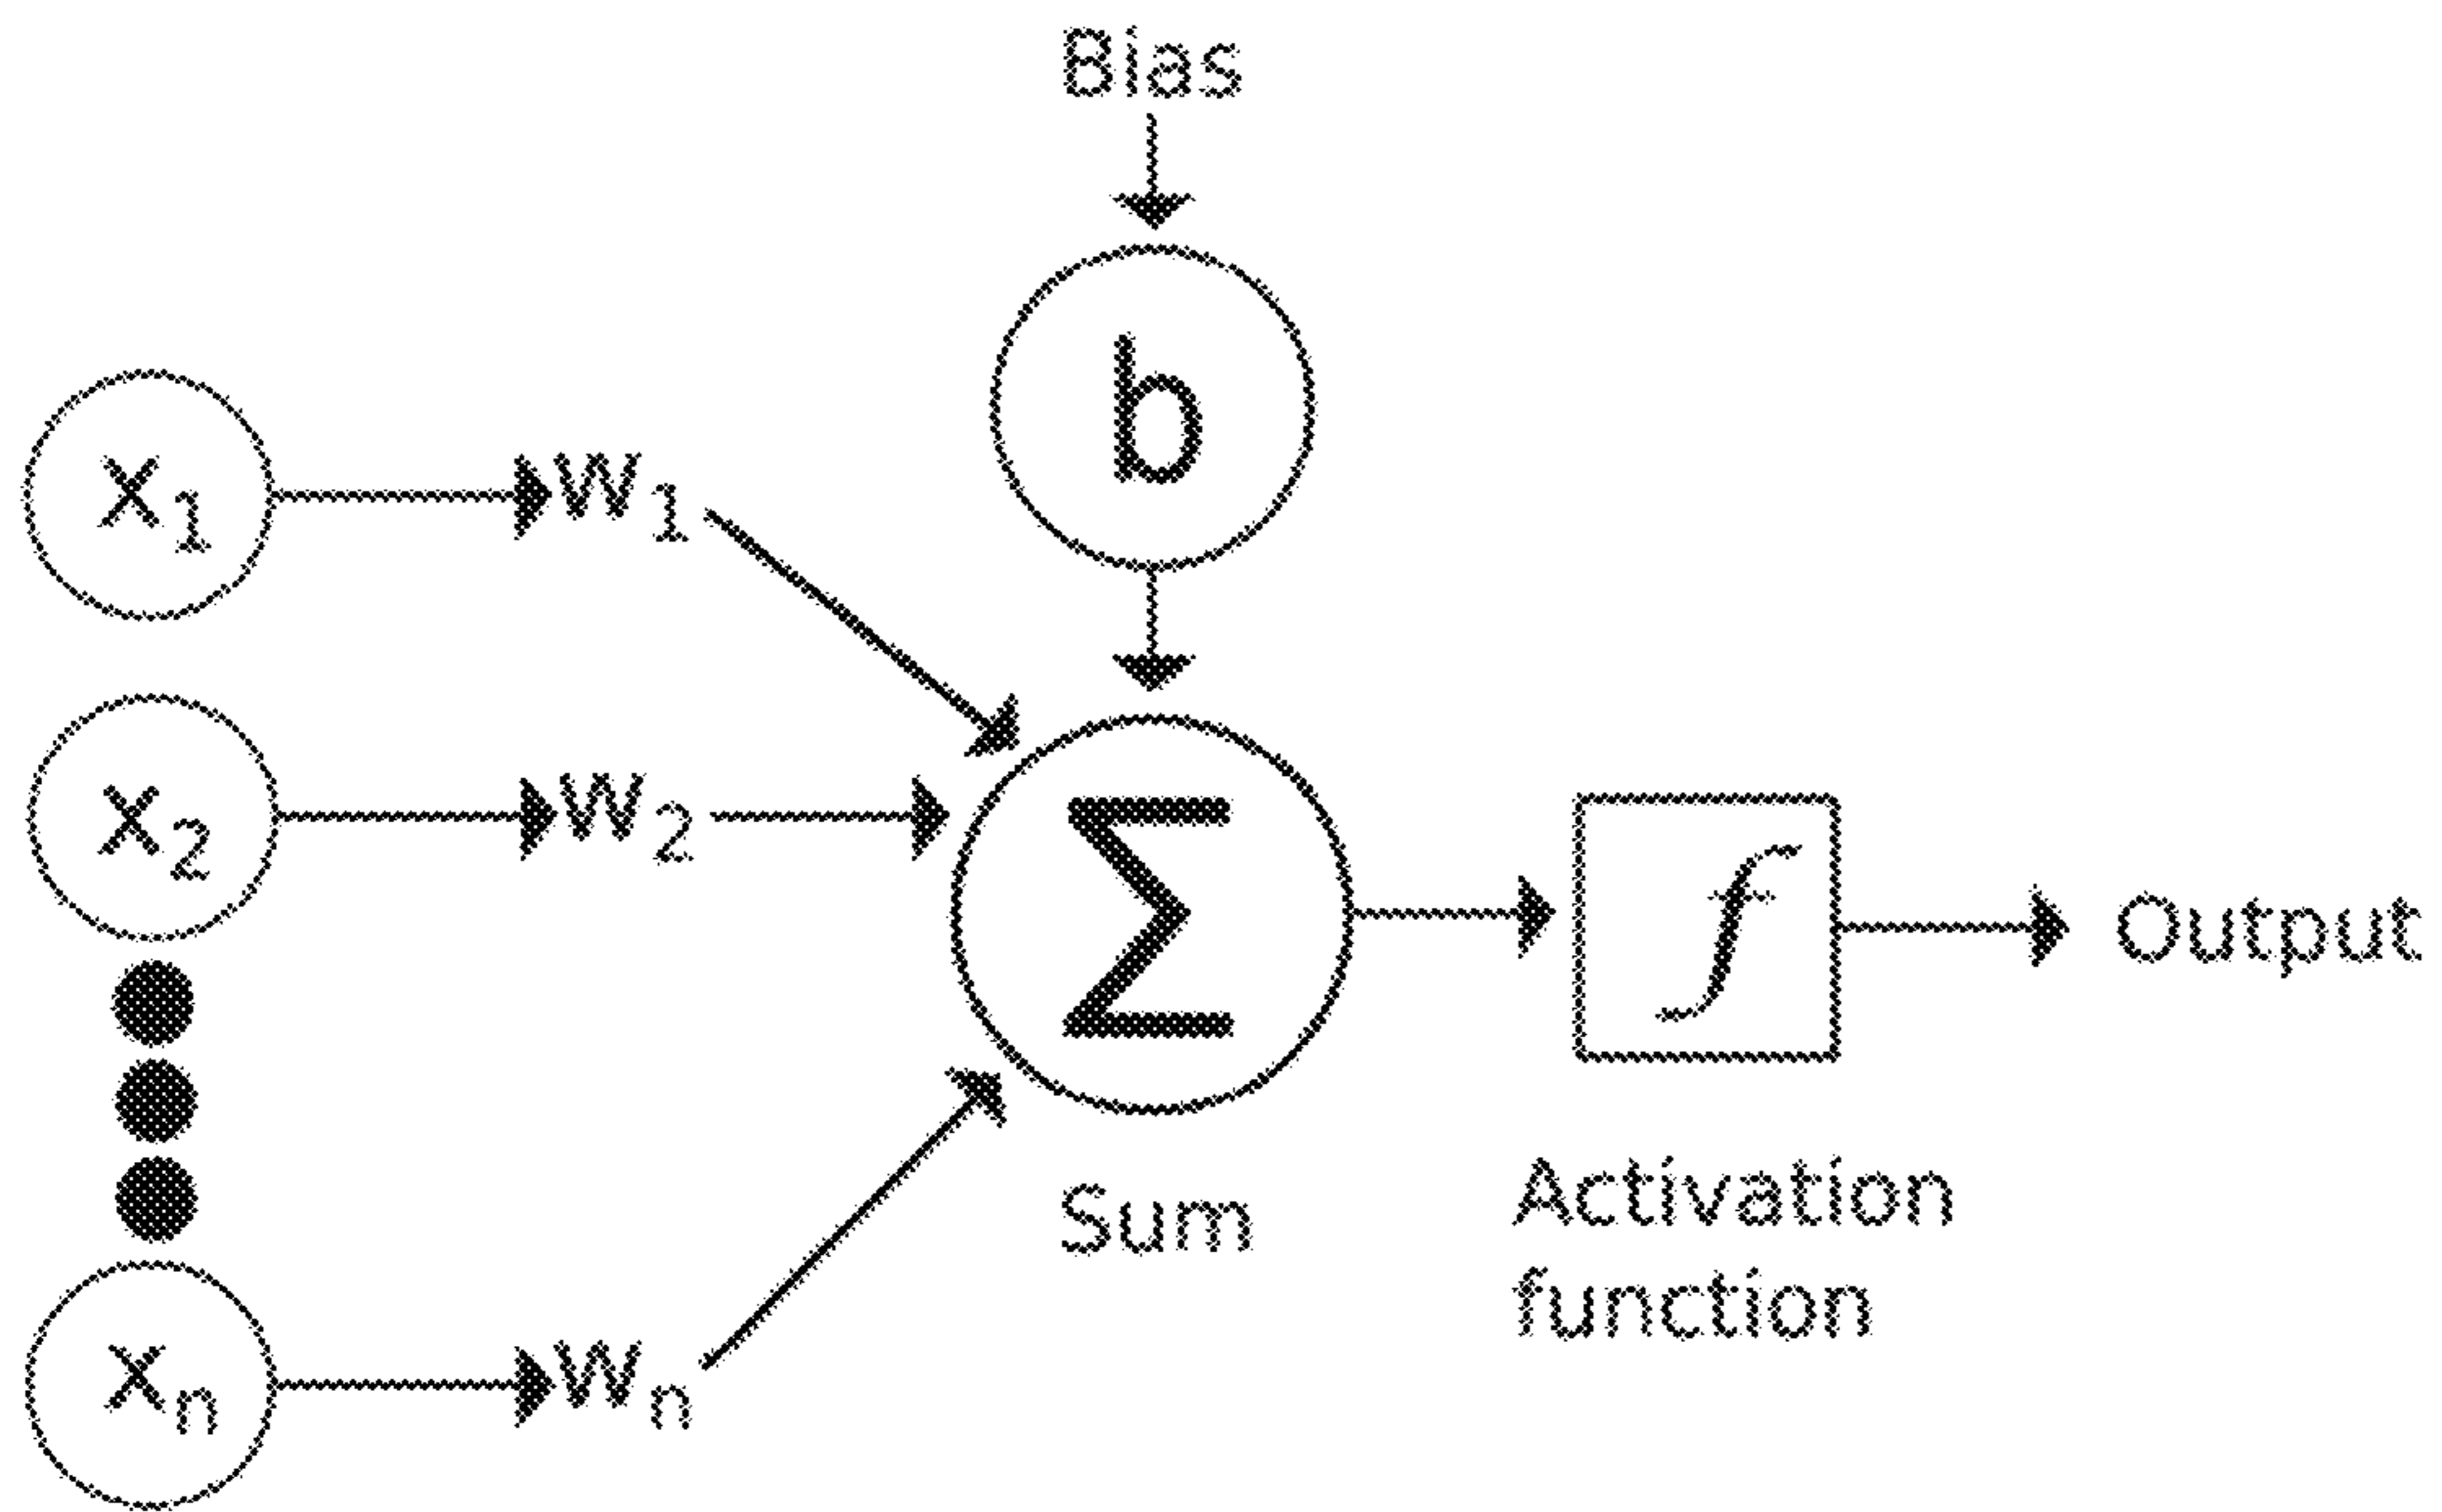 Bias
b
x1
w1
x2
w2
Σ
f
Output
Sum
Activation
function
xn
wn